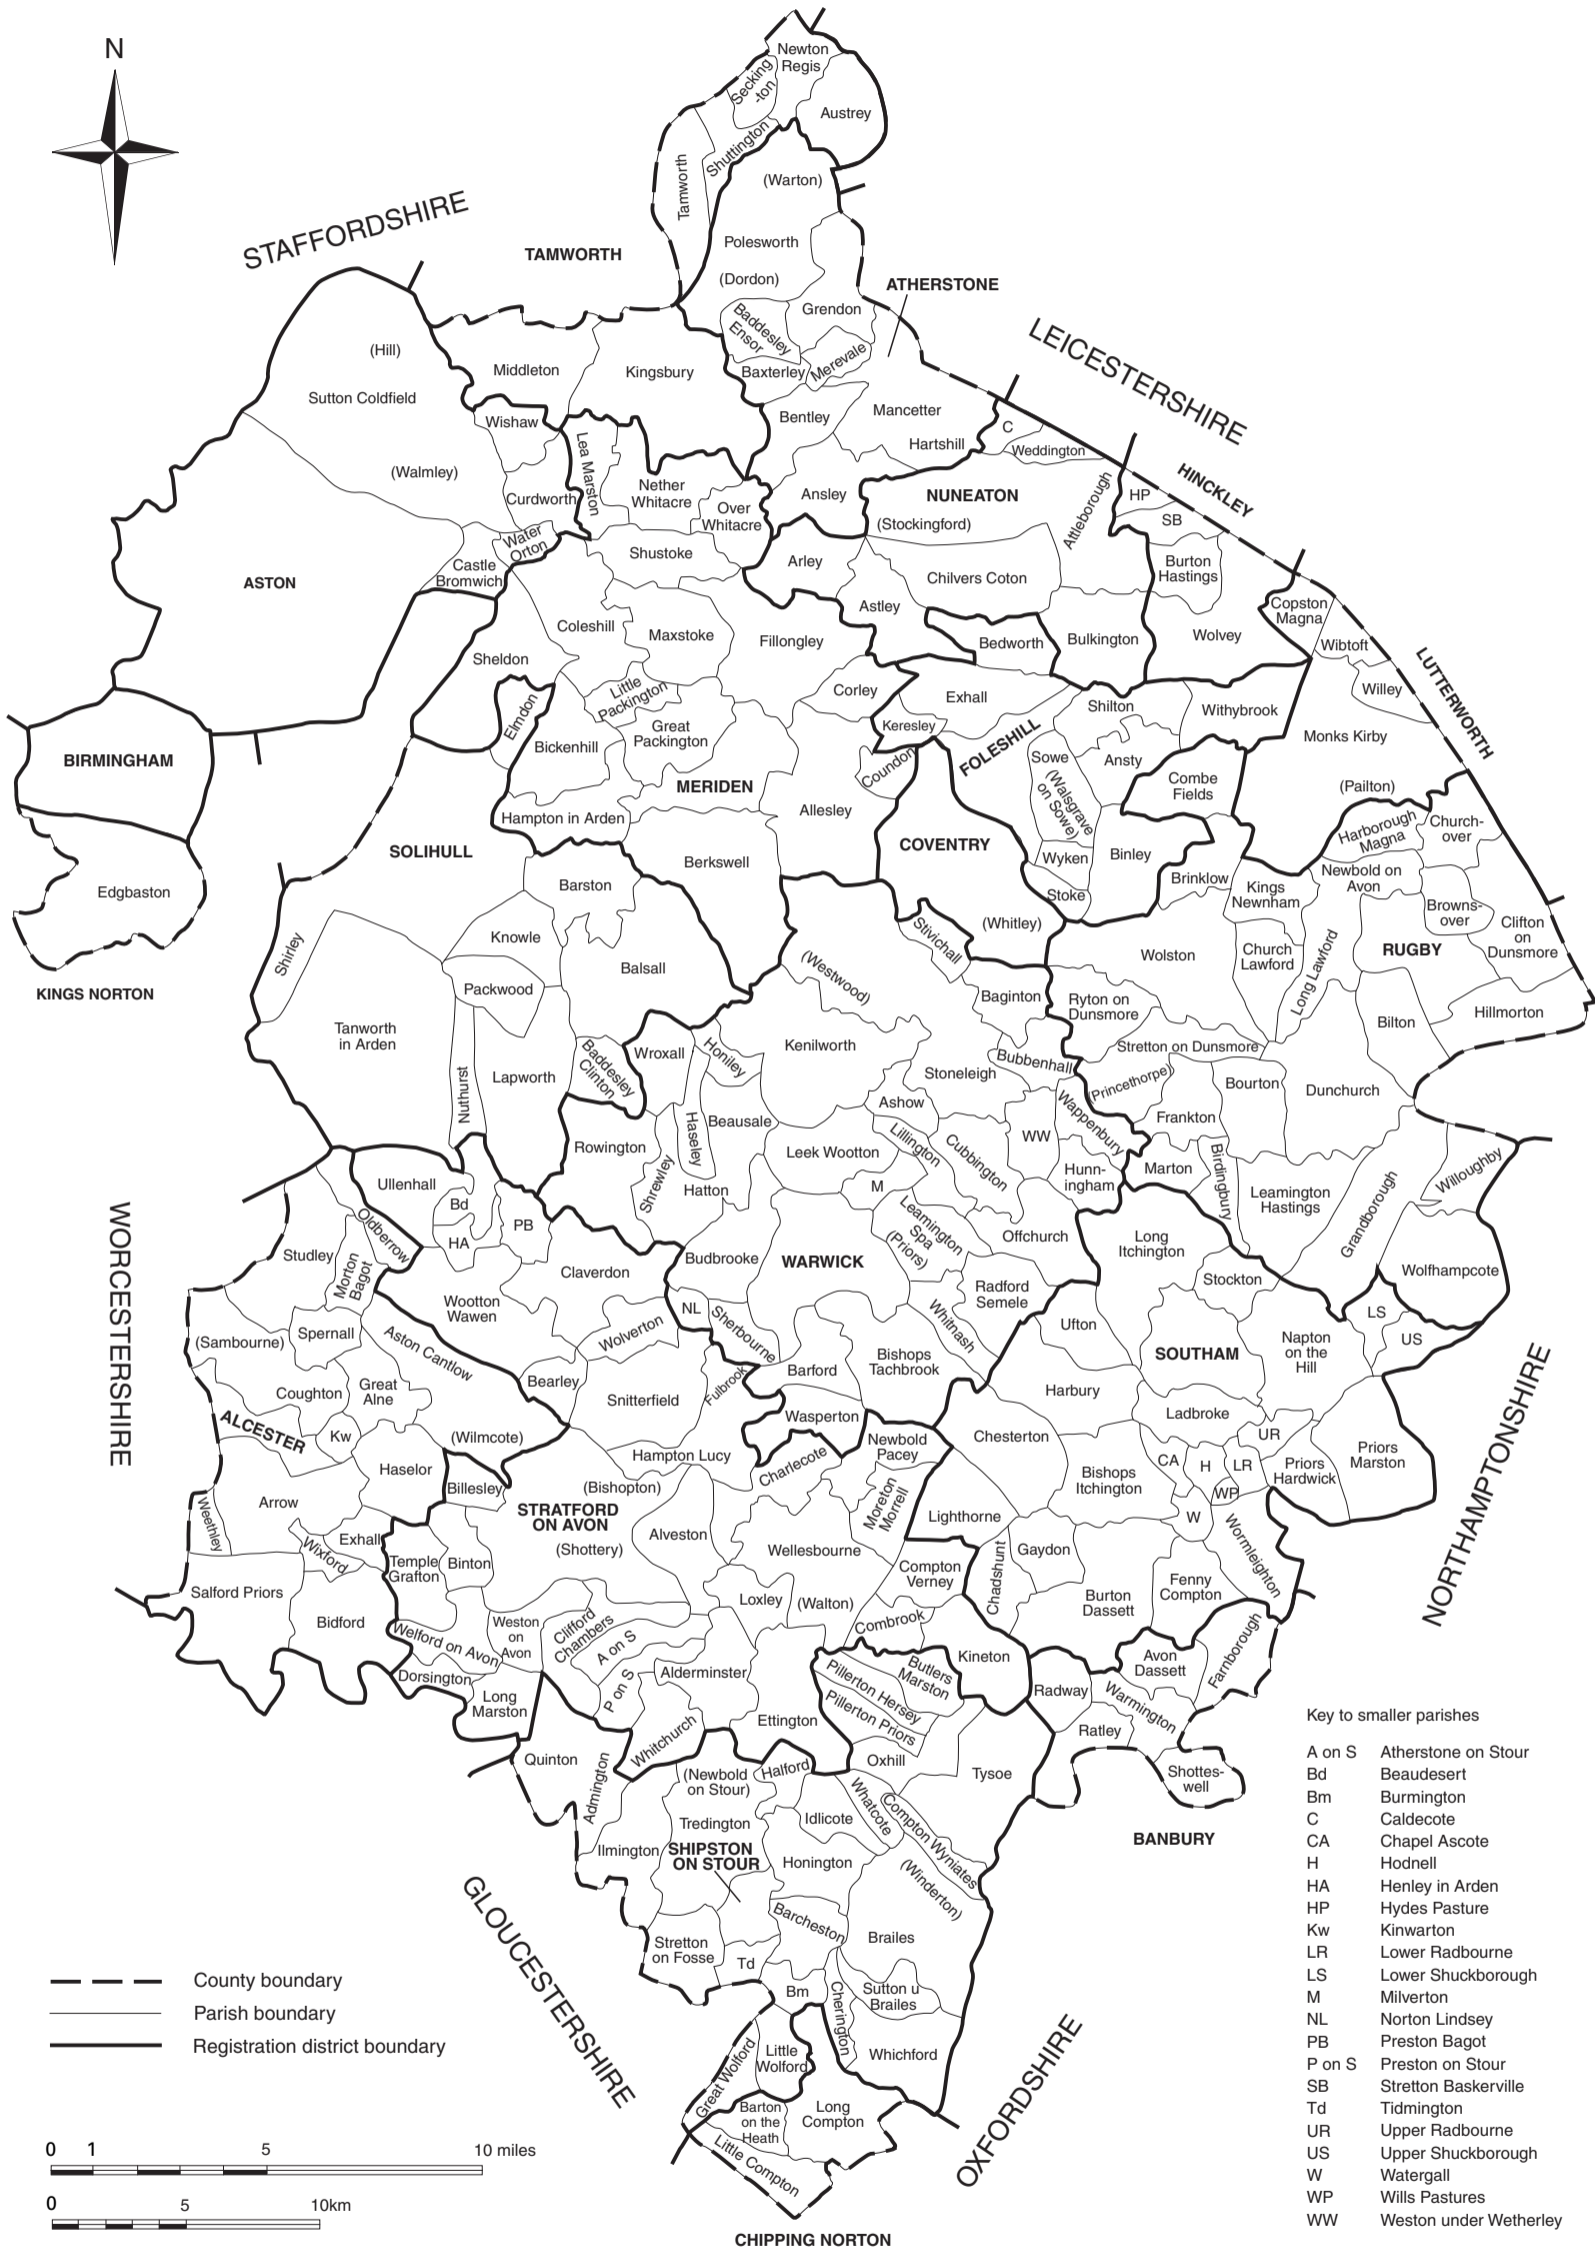 N
Newton
Regis
Secking
-ton
Austrey
Shuttington
Tamworth
(Warton)
STAFFORDSHIRE
TAMWORTH
Polesworth
(Dordon)
ATHERSTONE
Grendon
Baddesley
Ensor
Merevale
Baxterley
LEICESTERSHIRE
(Hill)
Middleton
Kingsbury
Sutton Coldfield
Wishaw
Bentley
Mancetter
Hartshill
C
Weddington
Lea Marston
(Walmley)
Curdworth
Nether
Whitacre
Over
Whitacre
Ansley
NUNEATON
(Stockingford)
Attleborough
HP
HINCKLEY
SB
Water
Orton
Castle
Bromwich
Shustoke
Arley
Chilvers Coton
Burton
Hastings
ASTON
Astley
Copston
Magna
Coleshill
Maxstoke
Fillongley
Bedworth
Bulkington
Wolvey
Wibtoft
Sheldon
Little
Packington
Corley
Exhall
Willey
LUTTERWORTH
Elmdon
Bickenhill
Great
Packington
Keresley
Shilton
Withybrook
Monks Kirby
BIRMINGHAM
FOLESHILL
Coundon
Sowe
(Walsgrave
on Sowe)
Ansty
Combe
Fields
(Pailton)
MERIDEN
Hampton in Arden
Allesley
Harborough
Magna
Church-
over
SOLIHULL
Berkswell
COVENTRY
Wyken
Binley
Edgbaston
Barston
Stoke
Brinklow
Kings
Newnham
Newbold on
Avon
Browns-
over
Shirley
Knowle
Stivichall
(Whitley)
Clifton
on
Dunsmore
Wolston
Church
Lawford
Long Lawford
RUGBY
KINGS NORTON
Packwood
Balsall
(Westwood)
Baginton
Ryton on
Dunsmore
Bilton
Hillmorton
Tanworth
in Arden
Kenilworth
Nuthurst
Lapworth
Baddesley
Clinton
Wroxall
Honiley
Stoneleigh
Bubbenhall
Stretton on Dunsmore
(Princethorpe)
Bourton
Dunchurch
Haseley
Beausale
Ashow
Wappenbury
Frankton
Rowington
Shrewley
Leek Wootton
Lillington
Cubbington
WW
Hunn-
ingham
Marton
Birdingbury
Leamington
Hastings
Grandborough
Willoughby
WORCESTERSHIRE
Ullenhall
Bd
HA
PB
Hatton
M
Leamington
Spa
(Priors)
Offchurch
Long
Itchington
Stockton
Wolfhampcote
Oldberrow
Studley
Morton
Bagot
Claverdon
Budbrooke
WARWICK
Radford
Semele
Wootton
Wawen
NL
Sherbourne
Whitnash
Ufton
LS
US
(Sambourne)
Spernall
Aston Cantlow
Wolverton
Barford
Bishops
Tachbrook
SOUTHAM
Napton
on the
Hill
Coughton
Great
Alne
Bearley
Snitterfield
Fulbrook
Harbury
ALCESTER
Kw
(Wilmcote)
Wasperton
Ladbroke
UR
Haselor
Hampton Lucy
Charlecote
Newbold
Pacey
Chesterton
CA
H
LR
Priors
Hardwick
Priors
Marston
NORTHAMPTONSHIRE
Billesley
(Bishopton)
Bishops
Itchington
WP
Weethley
Arrow
STRATFORD
ON AVON
(Shottery)
Alveston
Moreton
Morrell
Lighthorne
W
Wormleighton
Exhall
Wixford
Temple
Grafton
Binton
Wellesbourne
Compton
Verney
Chadshunt
Gaydon
Fenny
Compton
Salford Priors
Bidford
Loxley
(Walton)
Burton
Dassett
Welford on Avon
Weston
on
Avon
Clifford
Chambers
A on S
Combrook
Kineton
Avon
Dassett
Farnborough
Dorsington
P on S
Alderminster
Butlers
Marston
Pillerton Hersey
Pillerton Priors
Radway
Warmington
Long
Marston
Whitchurch
Ettington
Ratley
Quinton
Admington
(Newbold
on Stour)
Halford
Oxhill
Tysoe
Shottes-
well
Whatcote
Compton Wyniates
BANBURY
Tredington
Idlicote
Ilmington
SHIPSTON
ON STOUR
Honington
(Winderton)
GLOUCESTERSHIRE
Barcheston
Brailes
Stretton
on Fosse
Td
Bm
Cherington
Sutton u
Brailes
Whichford
Great Wolford
Little
Wolford
Barton
on the
Heath
Long
Compton
OXFORDSHIRE
Little Compton
CHIPPING NORTON
County boundary
Parish boundary
Registration district boundary
0 1 5 10 miles
0 5 10km
Key to smaller parishes
A on S Atherstone on Stour
Bd Beaudesert
Bm Burmington
C Caldecote
CA Chapel Ascote
H Hodnell
HA Henley in Arden
HP Hydes Pasture
Kw Kinwarton
LR Lower Radbourne
LS Lower Shuckborough
M Milverton
NL Norton Lindsey
PB Preston Bagot
P on S Preston on Stour
SB Stretton Baskerville
Td Tidmington
UR Upper Radbourne
US Upper Shuckborough
W Watergall
WP Wills Pastures
WW Weston under Wetherley